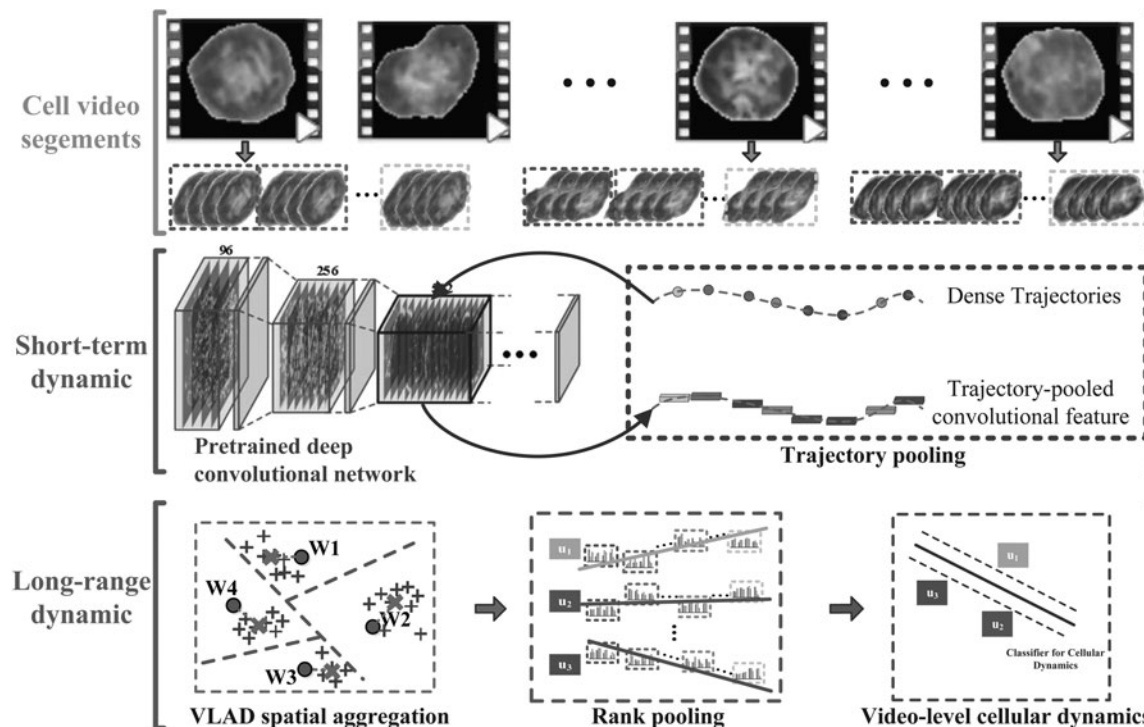 Cell video
segements
96
256
Short-term
dynamic
Dense Trajectories
Trajectory-pooled
convolutional feature
Pretrained deep
convolutional network
Trajectory pooling
Long-range
dynamic
W1
W4
W2
W3
u1
u2
u3
u1
u3
u2
Classifier for Cellular
Dynamics
VLAD spatial aggregation
Rank pooling
Video-level cellular dynamics